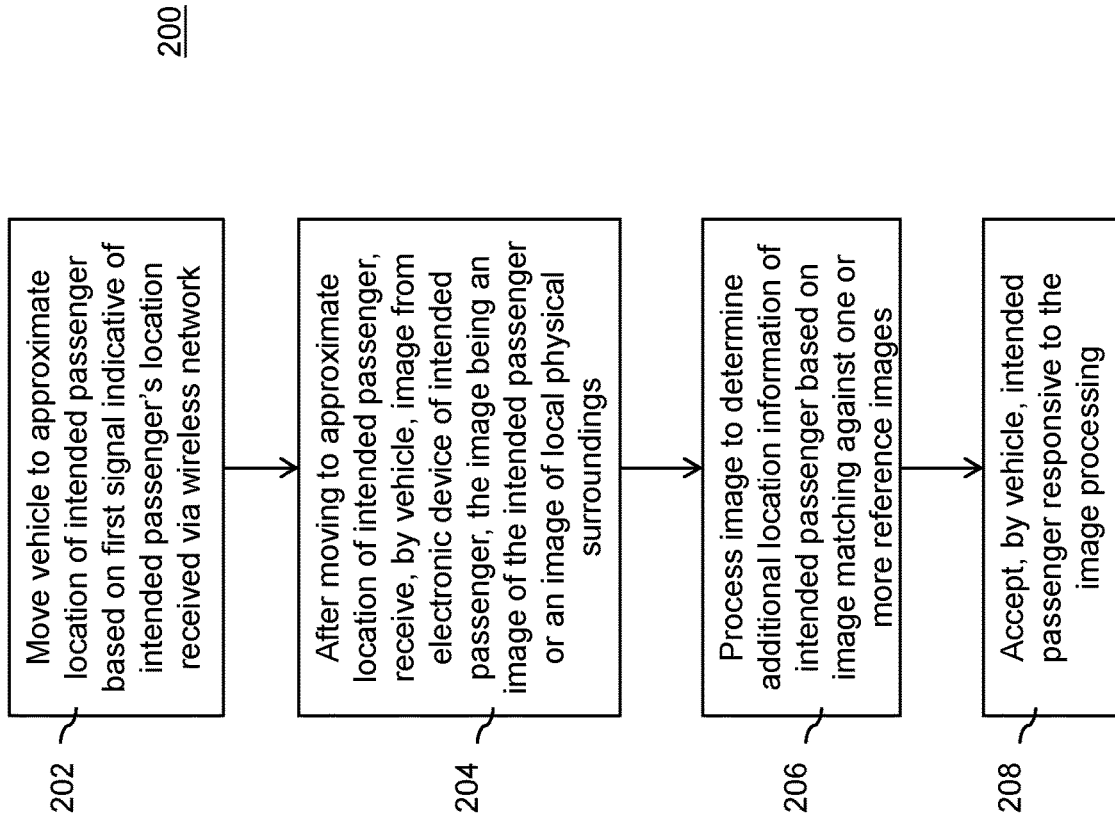 200
202
Move vehicle to approximate
location of intended passenger
based on first signal indicative of
intended passenger's location
received via wireless network
204
After moving to approximate
location of intended passenger,
receive, by vehicle, image from
electronic device of intended
passenger, the image being an
image of the intended passenger
or an image of local physical
surroundings
206
Process image to determine
additional location information of
intended passenger based on
image matching against one or
more reference images
208
Accept, by vehicle, intended
passenger responsive to the
image processing